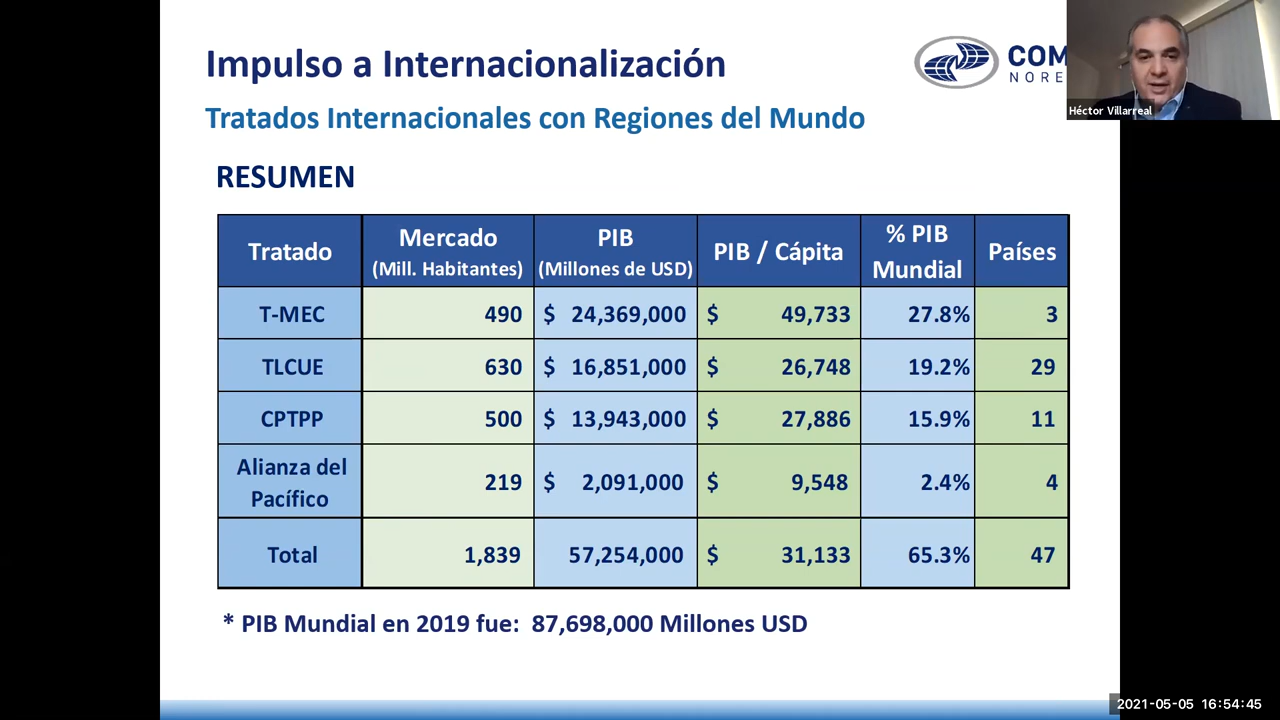 Impulso a Internacionalización
COM
NORE
Héctor Villarreal
Tratados Internacionales con Regiones del Mundo
RESUMEN
Tratado Mercado (Mill. Habitantes) PIB (Millones de USD) PIB / Cápita % PIB Mundial Países
T-MEC 490 $ 24,369,000 $ 49,733 27.8% 3
TLCUE 630 $ 16,851,000 $ 26,748 19.2% 29
CPTPP 500 $ 13,943,000 $ 27,886 15.9% 11
Alianza del Pacífico 219 $ 2,091,000 $ 9,548 2.4% 4
Total 1,839 57,254,000 $ 31,133 65.3% 47
* PIB Mundial en 2019 fue: 87,698,000 Millones USD
2021-05-05 16:54:45